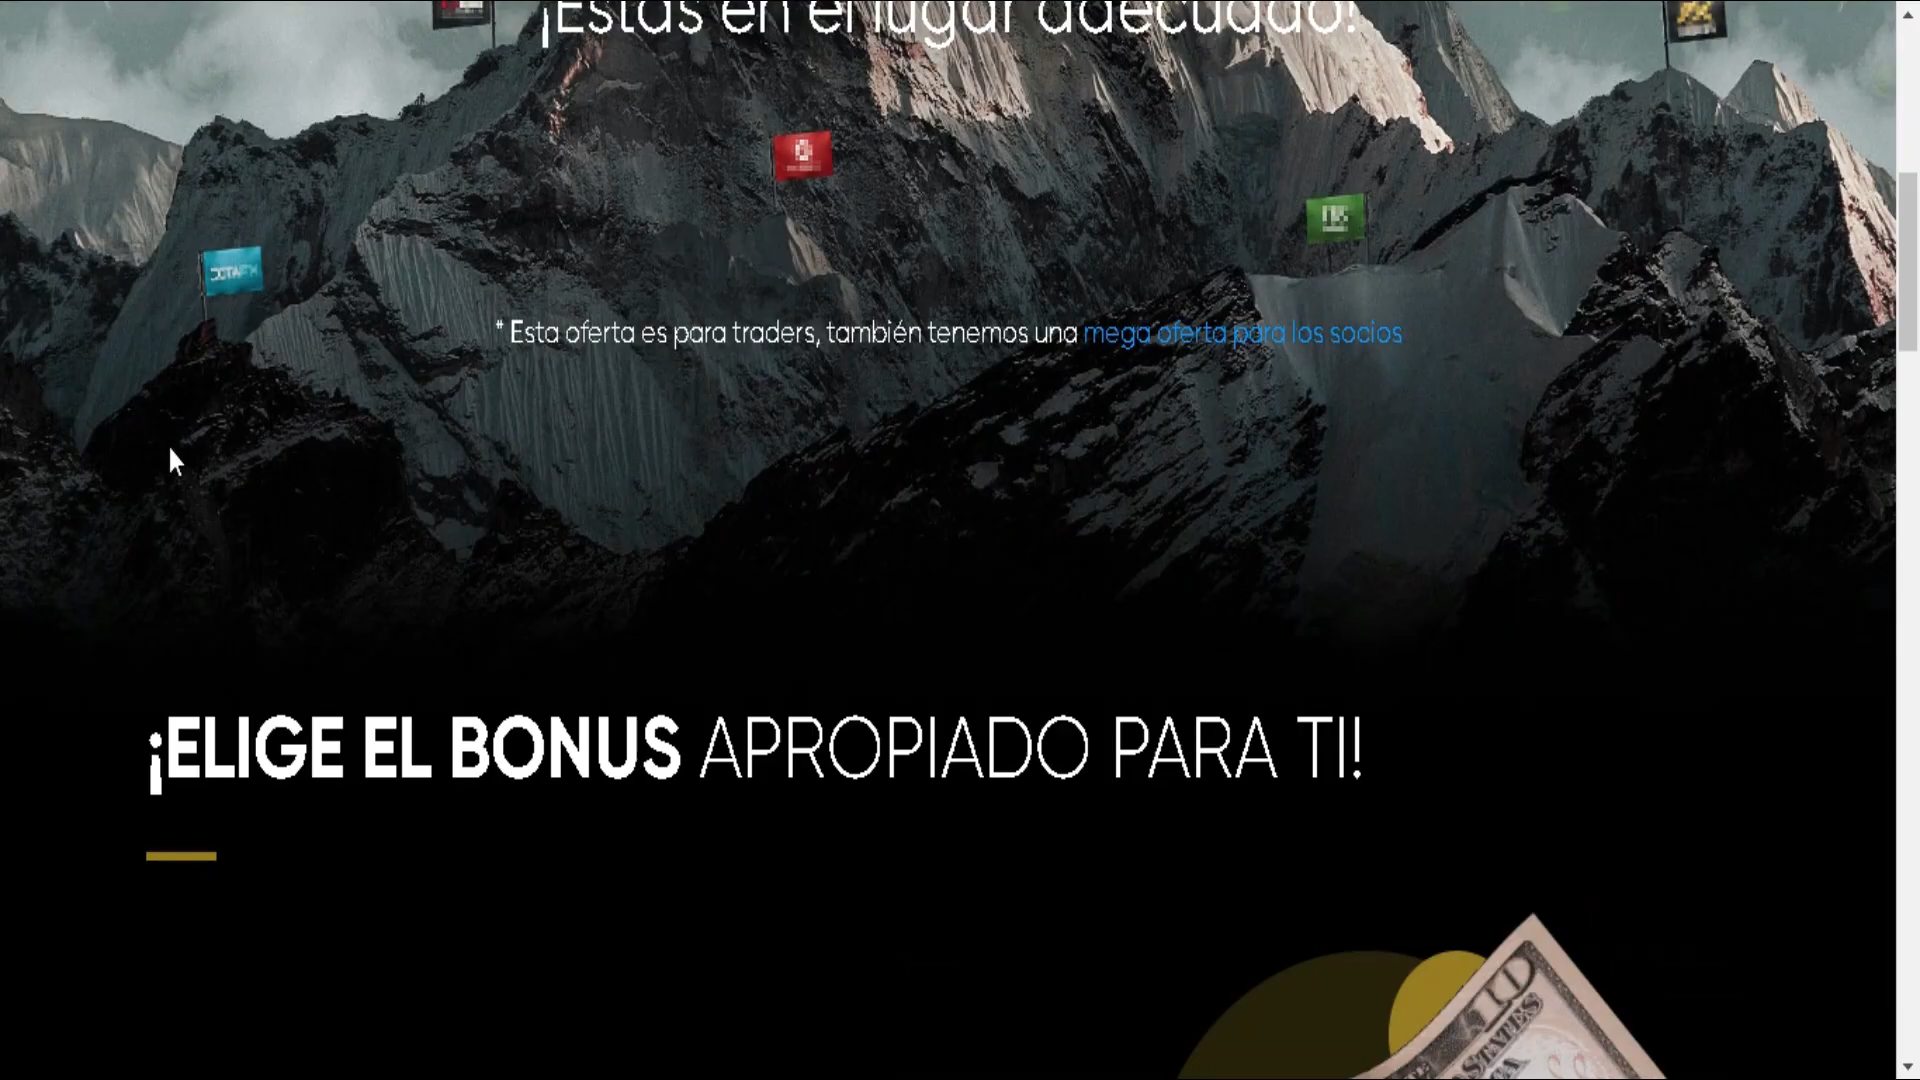 ¡Estás en el lugar adecuado!
* Esta oferta es para traders, también tenemos una mega oferta para los socios
¡ELIGE EL BONUS APROPIADO PARA TI!